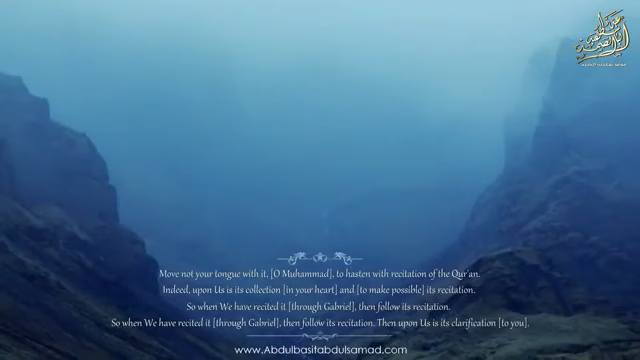 Move not your tongue with it, [O Muhammad], to hasten with recitation of the Qur'an.
Indeed, upon Us is its collection [in your heart] and [to make possible] its recitation.
So when We have recited it [through Gabriel], then follow its recitation.
So when We have recited it [through Gabriel], then follow its recitation. Then upon Us is its clarification [to you].
www.Abdulbasitabdulsamad.com